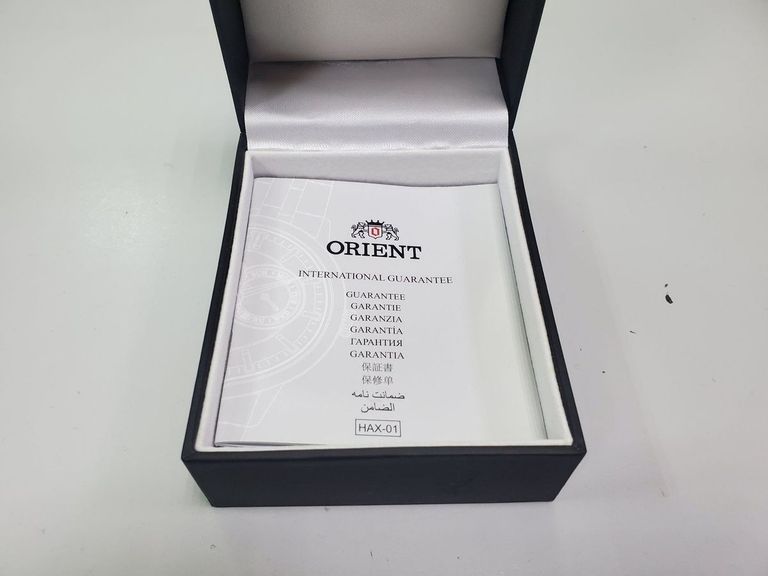 ORIENT
INTERNATIONAL GUARANTEE
GUARANTEE
GARANTIE
GARANZIA
GARANTÍA
ГАРАНТИЯ
GARANTIA
保証書
保修单
ضمانت نامه
الضامن
HAX-01